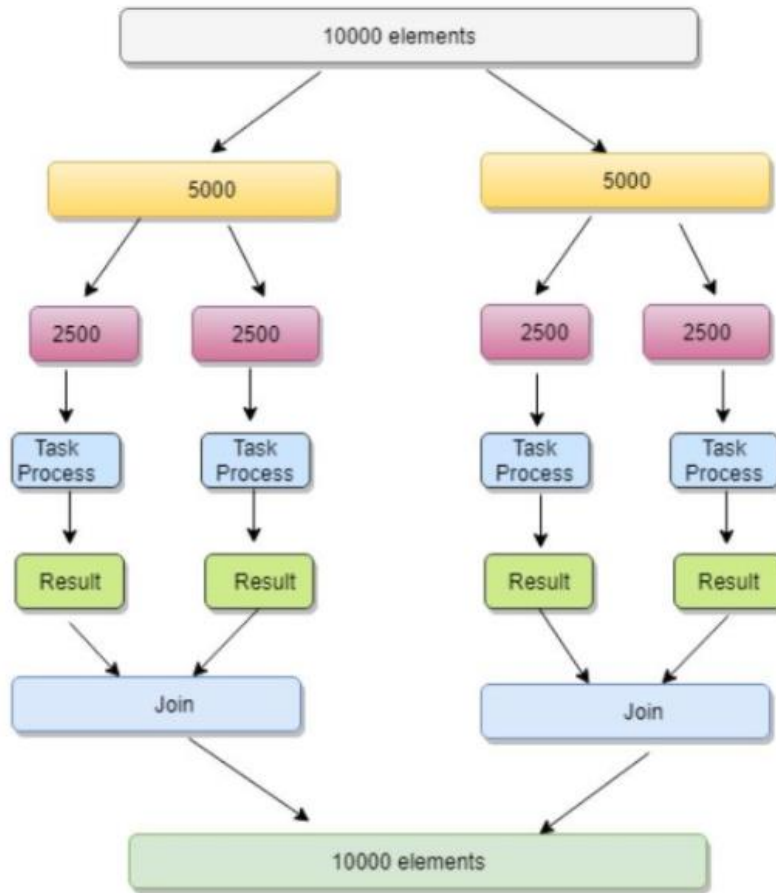 10000 elements
5000
5000
2500
2500
2500
2500
Task
Process
Task
Process
Task
Process
Task
Process
Result
Result
Result
Result
Join
Join
10000 elements